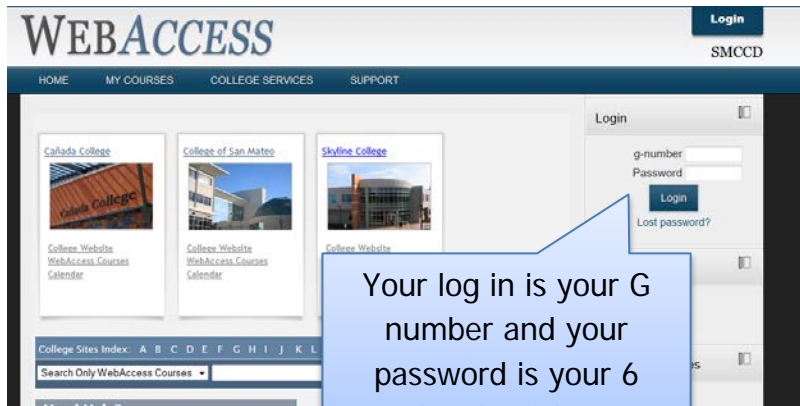 WEBACCESS
Login
SMCCD
HOME MY COURSES COLLEGE SERVICES SUPPORT
Cañada College
College Website
WebAccess Courses
Calendar
College of San Mateo
College Website
WebAccess Courses
Calendar
Skyline College
College Website
Login
g-number
Password
Login
Lost password?
Your log in is your G
number and your
password is your 6
College Sites Index: A B C D E F G H I J K L
Search Only WebAccess Courses